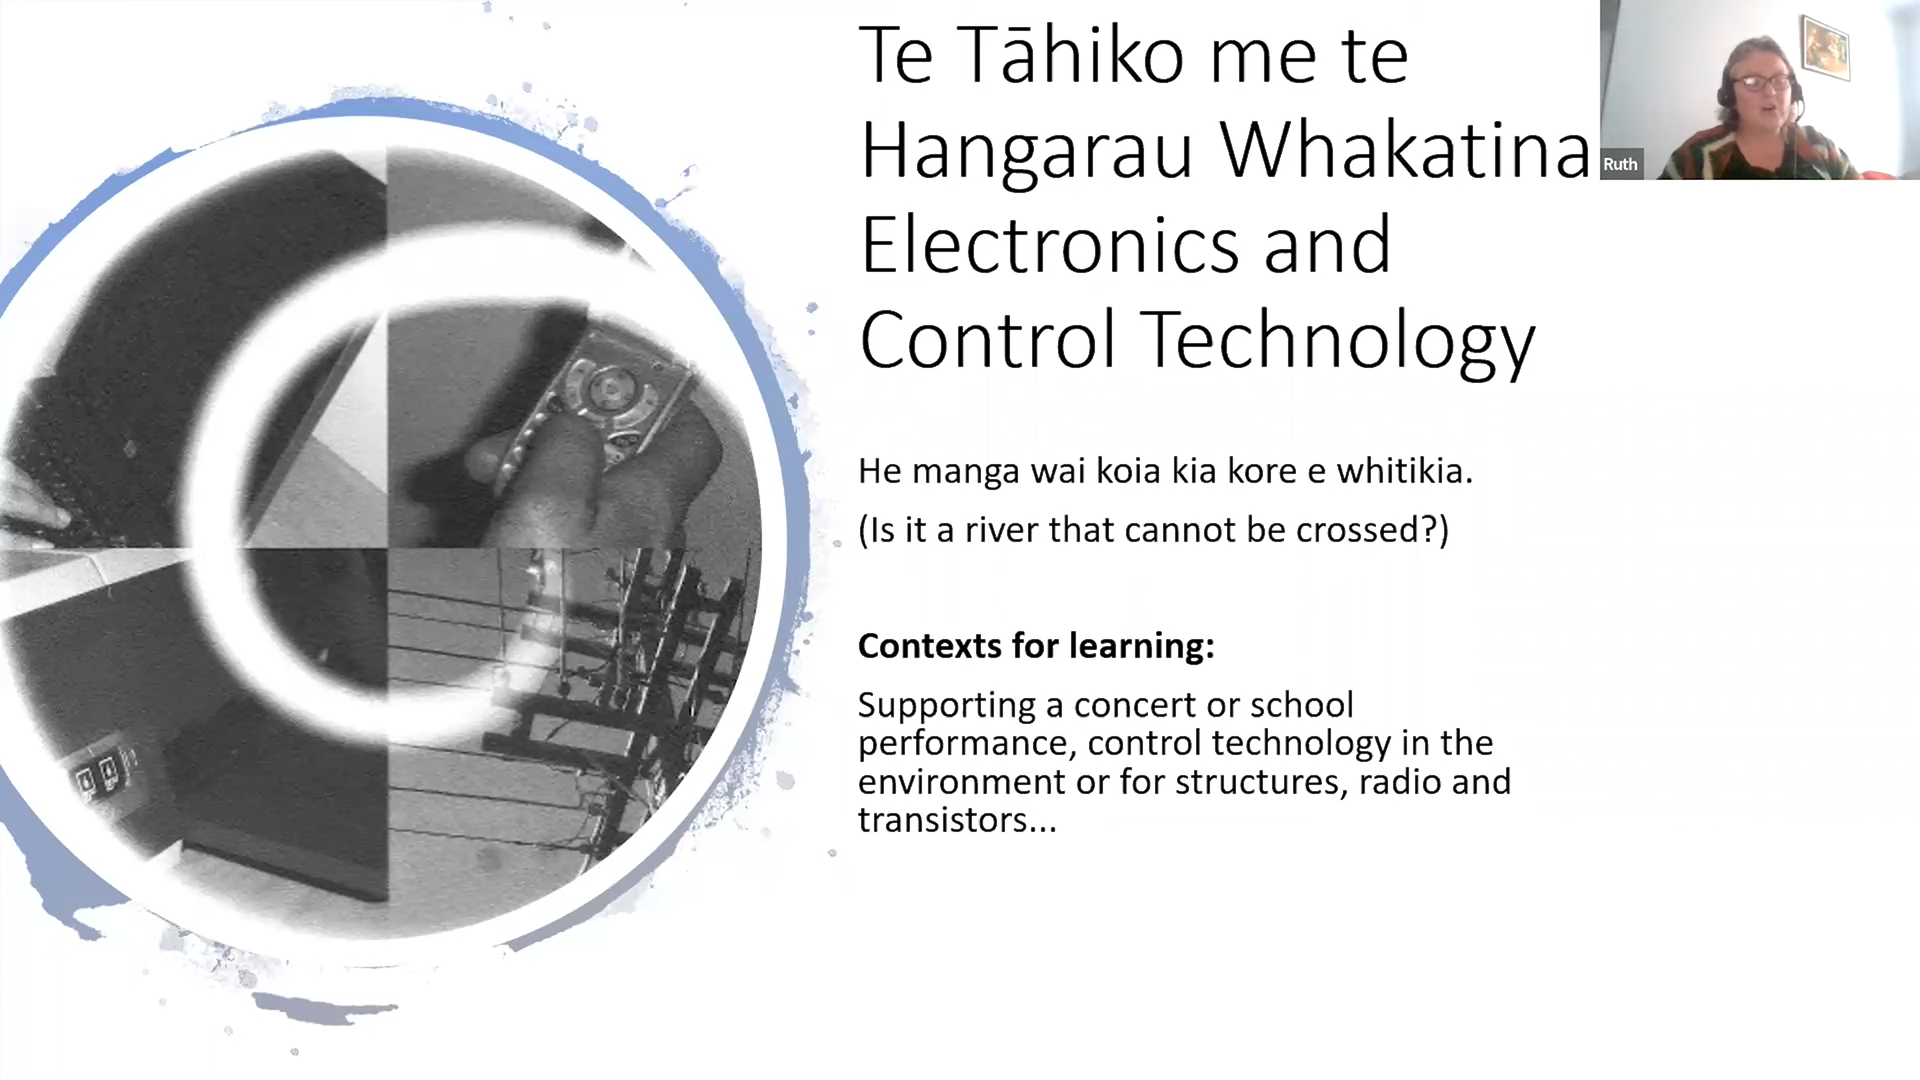 Te Tāhiko me te
Hangarau Whakatina
Electronics and
Control Technology
Ruth
He manga wai koia kia kore e whitikia.
(Is it a river that cannot be crossed?)
Contexts for learning:
Supporting a concert or school
performance, control technology in the
environment or for structures, radio and
transistors...